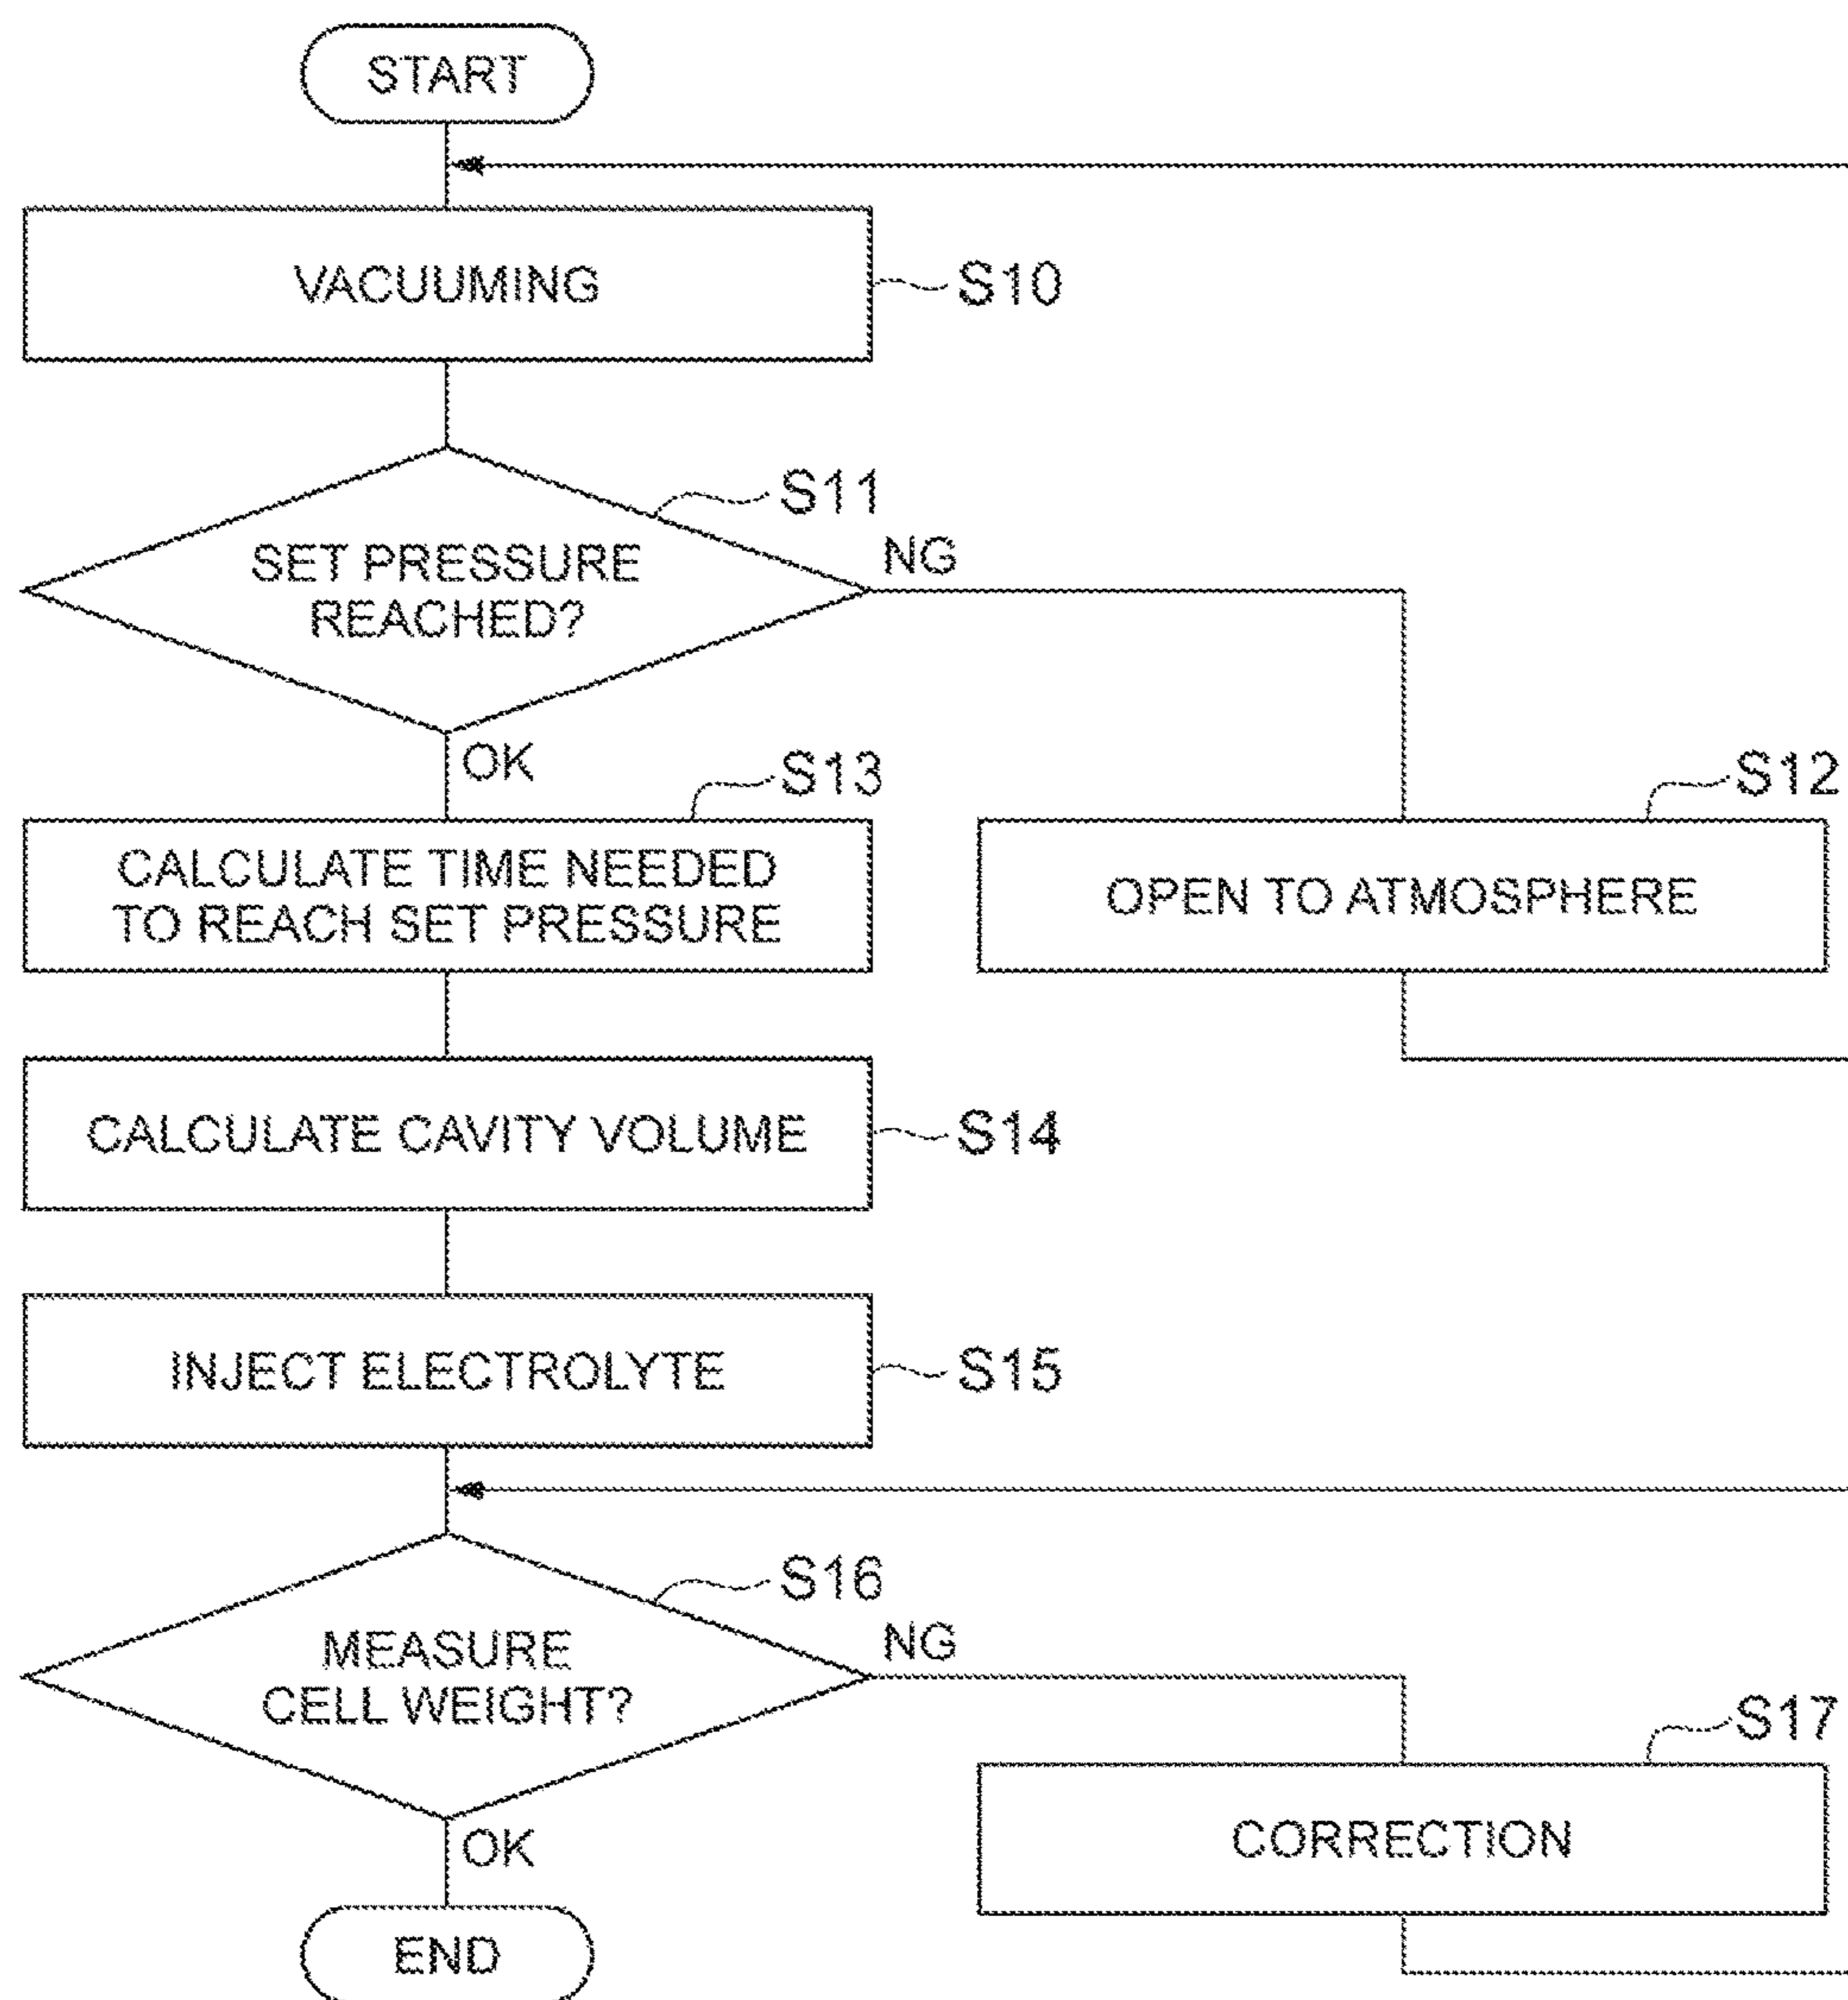 START
VACUUMING
S10
S11
SET PRESSURE
REACHED?
NG
OK
S13
CALCULATE TIME NEEDED
TO REACH SET PRESSURE
S12
OPEN TO ATMOSPHERE
CALCULATE CAVITY VOLUME
S14
INJECT ELECTROLYTE
S15
S16
MEASURE
CELL WEIGHT?
NG
S17
CORRECTION
OK
END